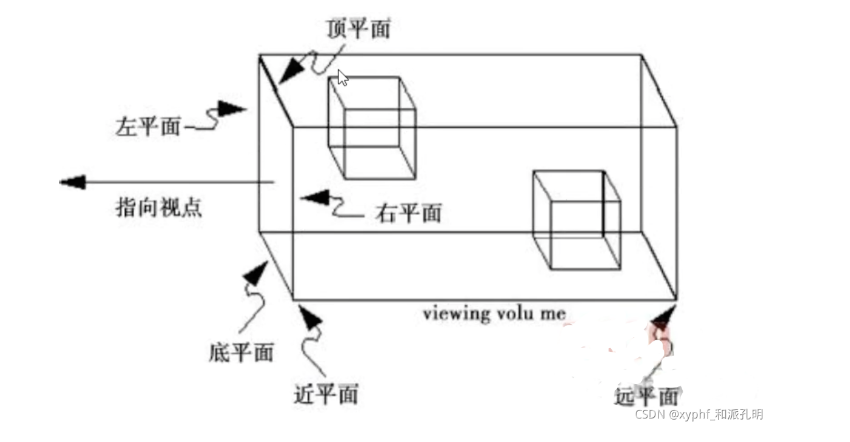 顶平面
左平面
指向视点
右平面
viewing volu me
底平面
近平面
远平面
CSDN @xyphf_和派孔明